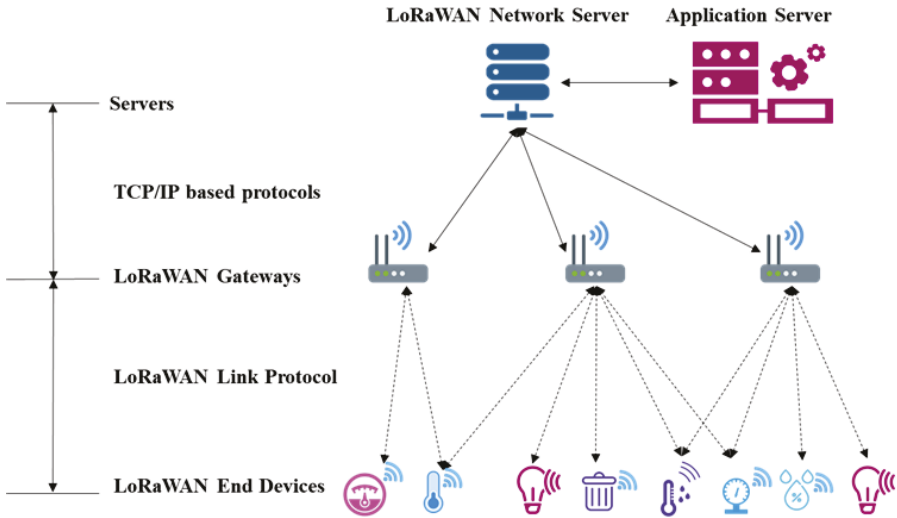 LoRaWAN Network Server
Application Server
Servers
TCP/IP based protocols
LoRaWAN Gateways
LoRaWAN Link Protocol
LoRaWAN End Devices
%